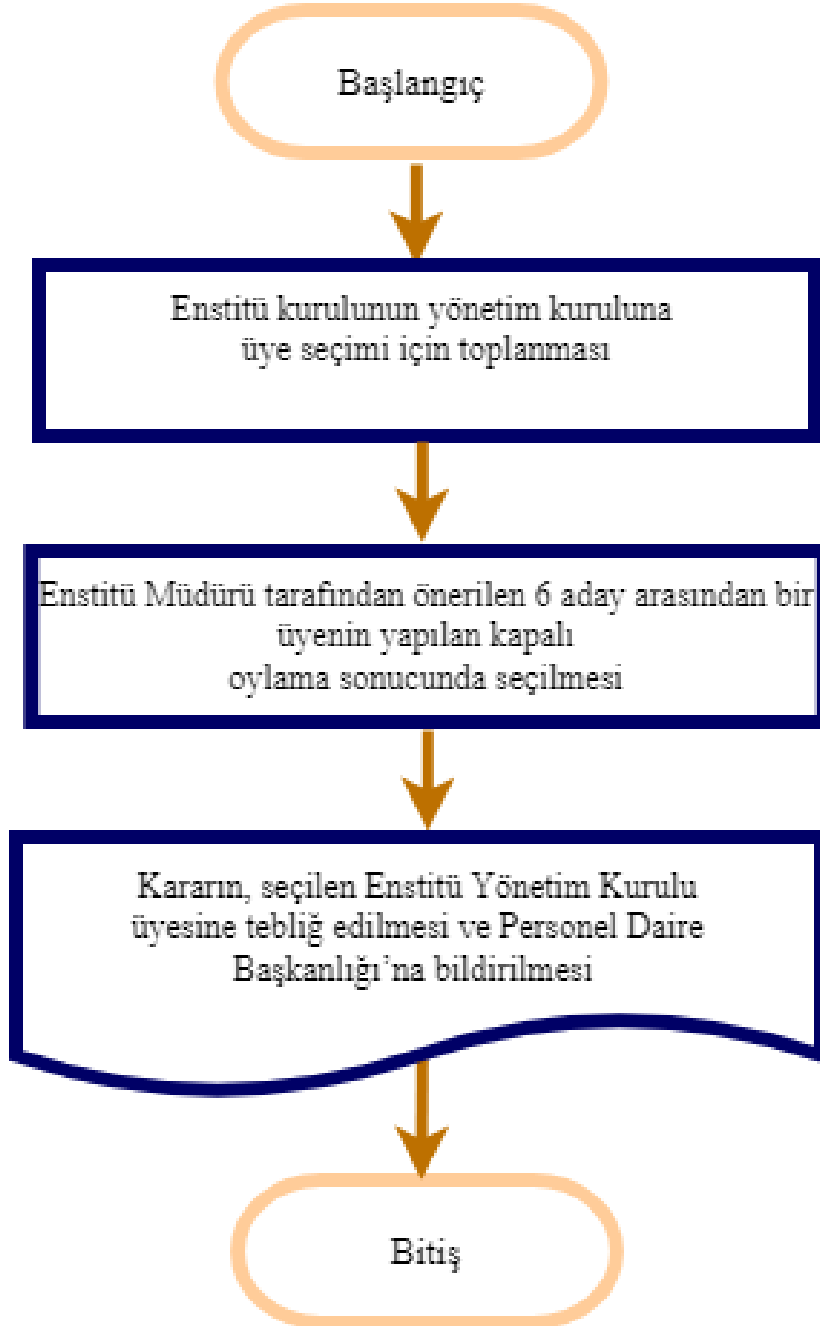 Başlangıç
Enstitü kurulunun yönetim kuruluna
üye seçimi için toplanması
Enstitü Müdürü tarafından önerilen 6 aday arasından bir
üyenin yapılan kapalı
oylama sonucunda seçilmesi
Kararın, seçilen Enstitü Yönetim Kurulu
üyesine tebliğ edilmesi ve Personel Daire
Başkanlığı’na bildirilmesi
Bitiş